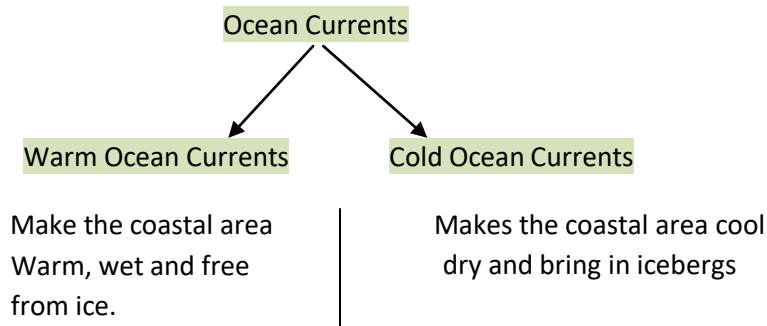 Ocean Currents
Warm Ocean Currents
Cold Ocean Currents
Make the coastal area
Warm, wet and free
from ice.
Makes the coastal area cool
dry and bring in icebergs